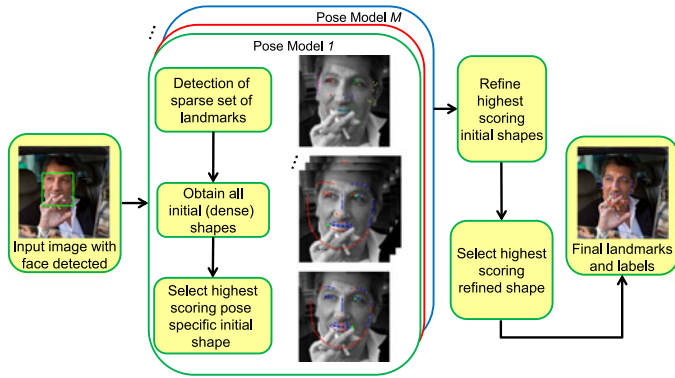 Pose Model M
Pose Model 1
Detection of
sparse set of
landmarks
Obtain all
initial (dense)
shapes
Select highest
scoring pose
specific initial
shape
Input image with
face detected
Refine
highest
scoring
initial shapes
Select highest
scoring
refined shape
Final landmarks
and labels